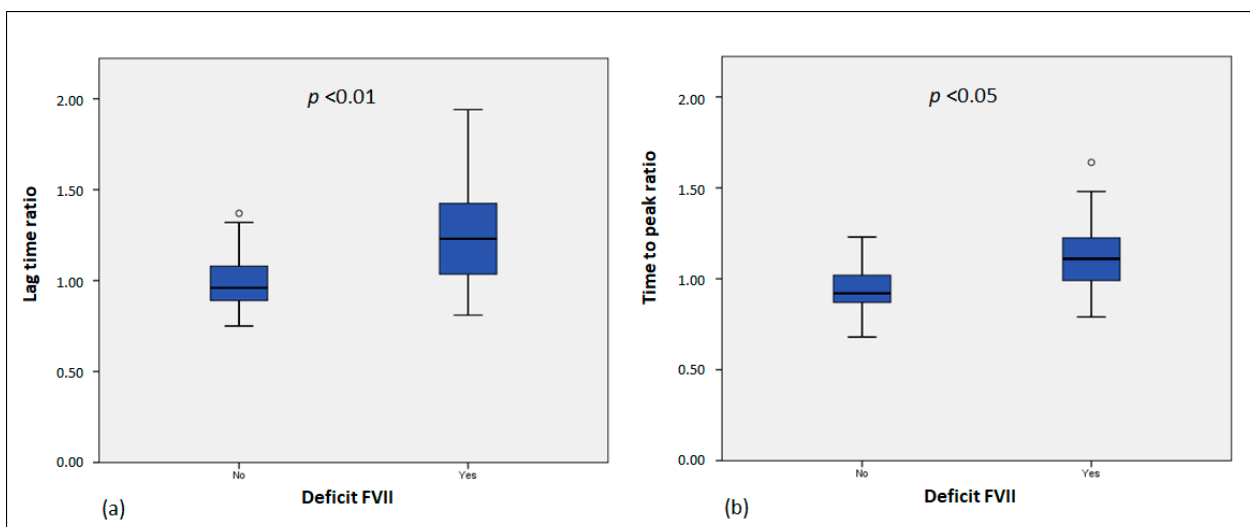 p <0.01
2.00
1.50
1.00
0.50
0.00
Lag time ratio
No
Yes
Deficit FVII
(a)
p <0.05
2.00
1.50
1.00
0.50
0.00
Time to peak ratio
No
Yes
Deficit FVII
(b)